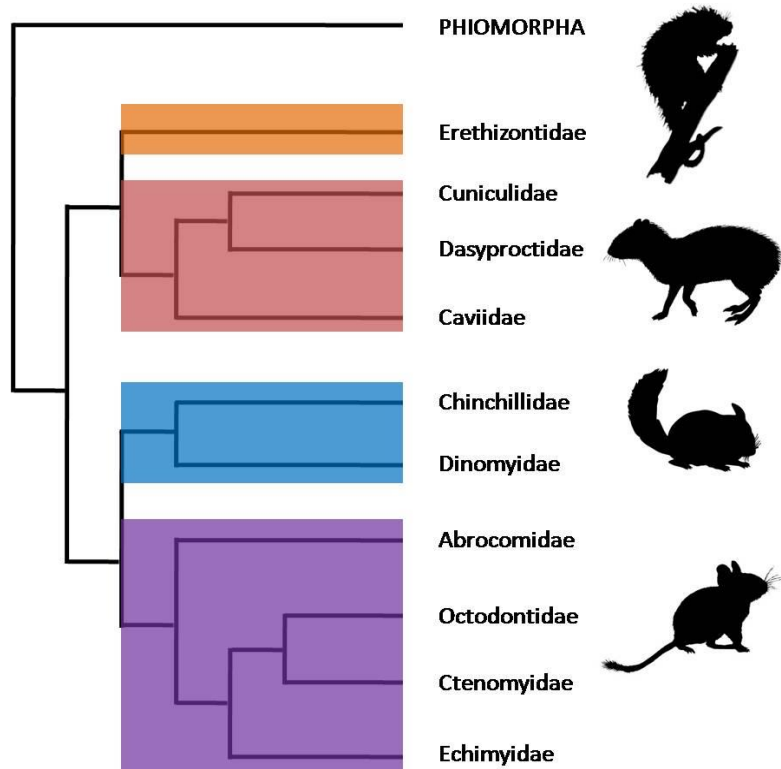 PHIOMORPHA
Erethizontidae
Cuniculidae
Dasyproctidae
Caviidae
Chinchillidae
Dinomyidae
Abrocomidae
Octodontidae
Ctenomyidae
Echimyidae